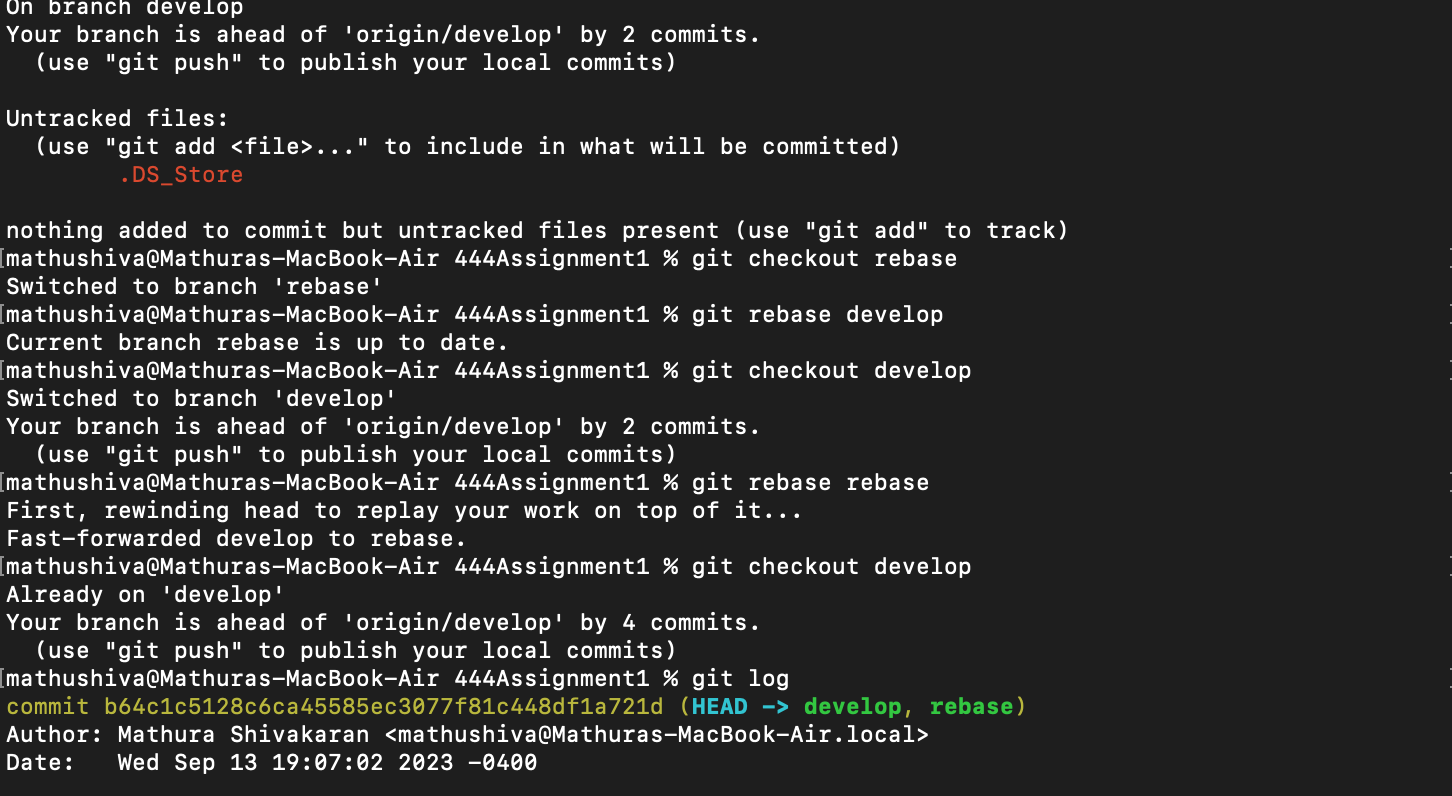 On branch develop
Your branch is ahead of 'origin/develop' by 2 commits.
  (use "git push" to publish your local commits)

Untracked files:
  (use "git add <file>..." to include in what will be committed)
        .DS_Store

nothing added to commit but untracked files present (use "git add" to track)
[mathushiva@Mathuras-MacBook-Air 444Assignment1 % git checkout rebase
Switched to branch 'rebase'
[mathushiva@Mathuras-MacBook-Air 444Assignment1 % git rebase develop
Current branch rebase is up to date.
[mathushiva@Mathuras-MacBook-Air 444Assignment1 % git checkout develop
Switched to branch 'develop'
Your branch is ahead of 'origin/develop' by 2 commits.
  (use "git push" to publish your local commits)
[mathushiva@Mathuras-MacBook-Air 444Assignment1 % git rebase rebase
First, rewinding head to replay your work on top of it...
Fast-forwarded develop to rebase.
[mathushiva@Mathuras-MacBook-Air 444Assignment1 % git checkout develop
Already on 'develop'
Your branch is ahead of 'origin/develop' by 4 commits.
  (use "git push" to publish your local commits)
[mathushiva@Mathuras-MacBook-Air 444Assignment1 % git log
commit b64c1c5128c6ca45585ec3077f81c448df1a721d (HEAD -> develop, rebase)
Author: Mathura Shivakaran <mathushiva@Mathuras-MacBook-Air.local>
Date:   Wed Sep 13 19:07:02 2023 -0400